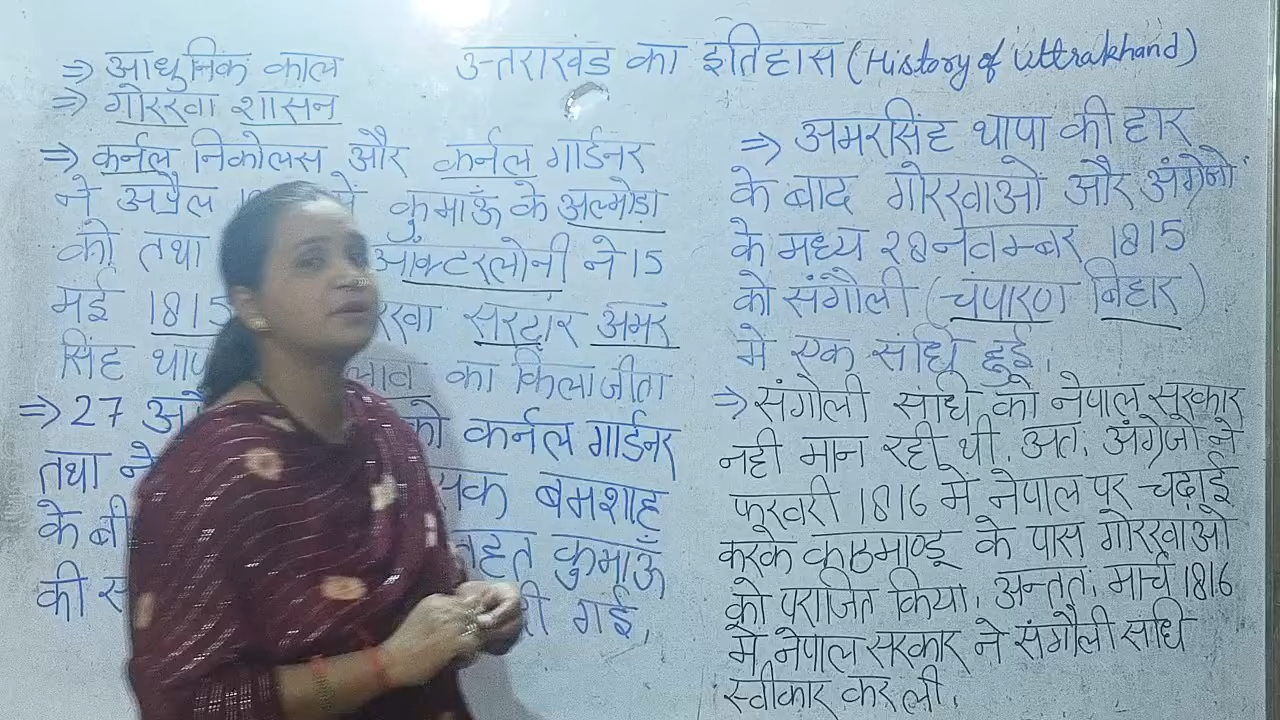 ⇒ आधुनिक काल
उत्तराखंड का इतिहास (History of Uttrakhand)
⇒ गोरखा शासन
⇒ कर्नल निकोलस और कर्नल गार्डनर
ने अप्रैल में कुमाऊँ के अल्मोडा
को तथा ऑक्टरलोनी ने 15
मई 1815 सरदार अमर
सिंह का किला जीता
⇒ 27 को कर्नल गार्डनर
तथा बमशाह
के कुमाऊँ
की गई,
⇒ अमरसिंह थापा की हार
के बाद गोरखाओं और अंग्रेजों
के मध्य 28 नवम्बर 1815
को संगौली (चंपारण बिहार)
में एक संधि हुई,
⇒ संगौली संधि को नेपाल सरकार
नही मान रही थी, अत, अंग्रेजो ने
फरवरी 1816 में नेपाल पर चढ़ाई
करके काठमाण्डू के पास गोरखाओ
को पराजित किया, अन्तत, मार्च 1816
मे नेपाल सरकार ने संगौली संधि
स्वीकार कर ली,